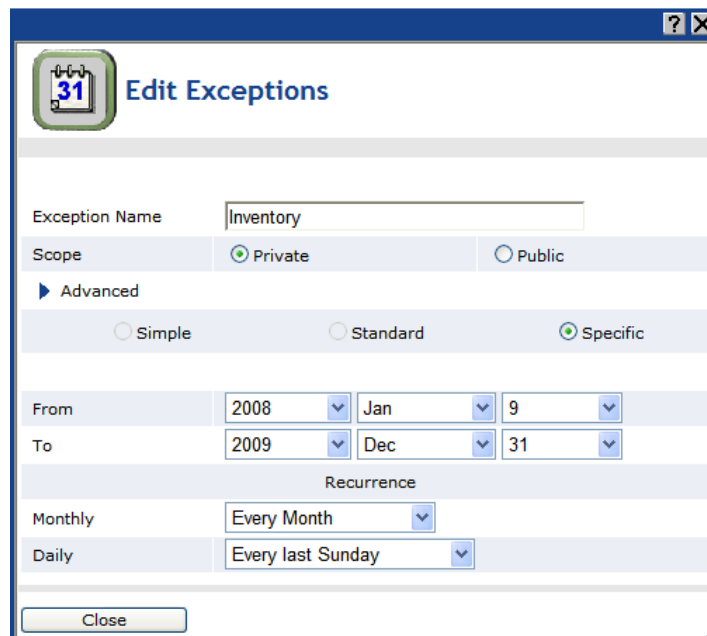 ?
31 Edit Exceptions
Exception Name Inventory
Scope Private Public
Advanced
Simple Standard Specific
From 2008 Jan 9
To 2009 Dec 31
Recurrence
Monthly Every Month
Daily Every last Sunday
Close